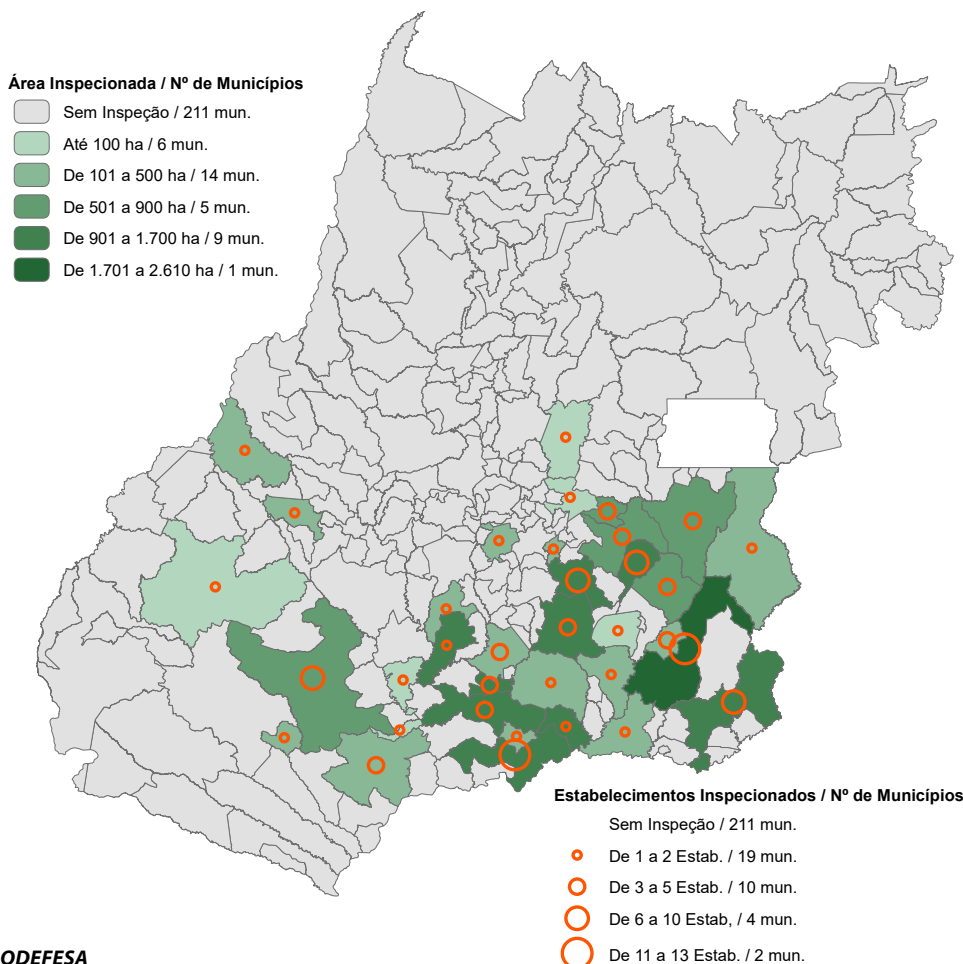 Área Inspecionada / Nº de Municípios
Sem Inspeção / 211 mun.
Até 100 ha / 6 mun.
De 101 a 500 ha / 14 mun.
De 501 a 900 ha / 5 mun.
De 901 a 1.700 ha / 9 mun.
De 1.701 a 2.610 ha / 1 mun.
Estabelecimentos Inspecionados / Nº de Municípios
Sem Inspeção / 211 mun.
De 1 a 2 Estab. / 19 mun.
De 3 a 5 Estab. / 10 mun.
De 6 a 10 Estab, / 4 mun.
De 11 a 13 Estab. / 2 mun.
ODEFESA